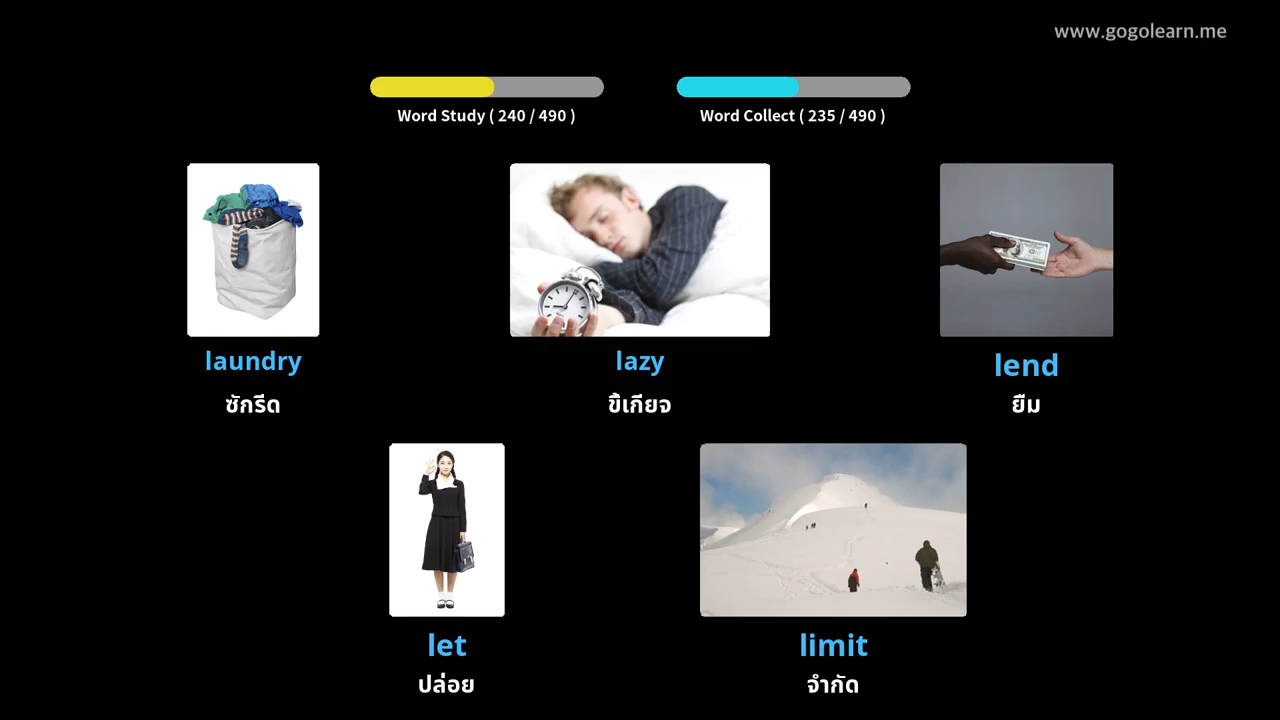 www.gogolearn.me
Word Study ( 240 / 490 )
Word Collect ( 235 / 490 )
laundry
ซักรีด
lazy
ขี้เกียจ
lend
ยืม
let
ปล่อย
limit
จำกัด